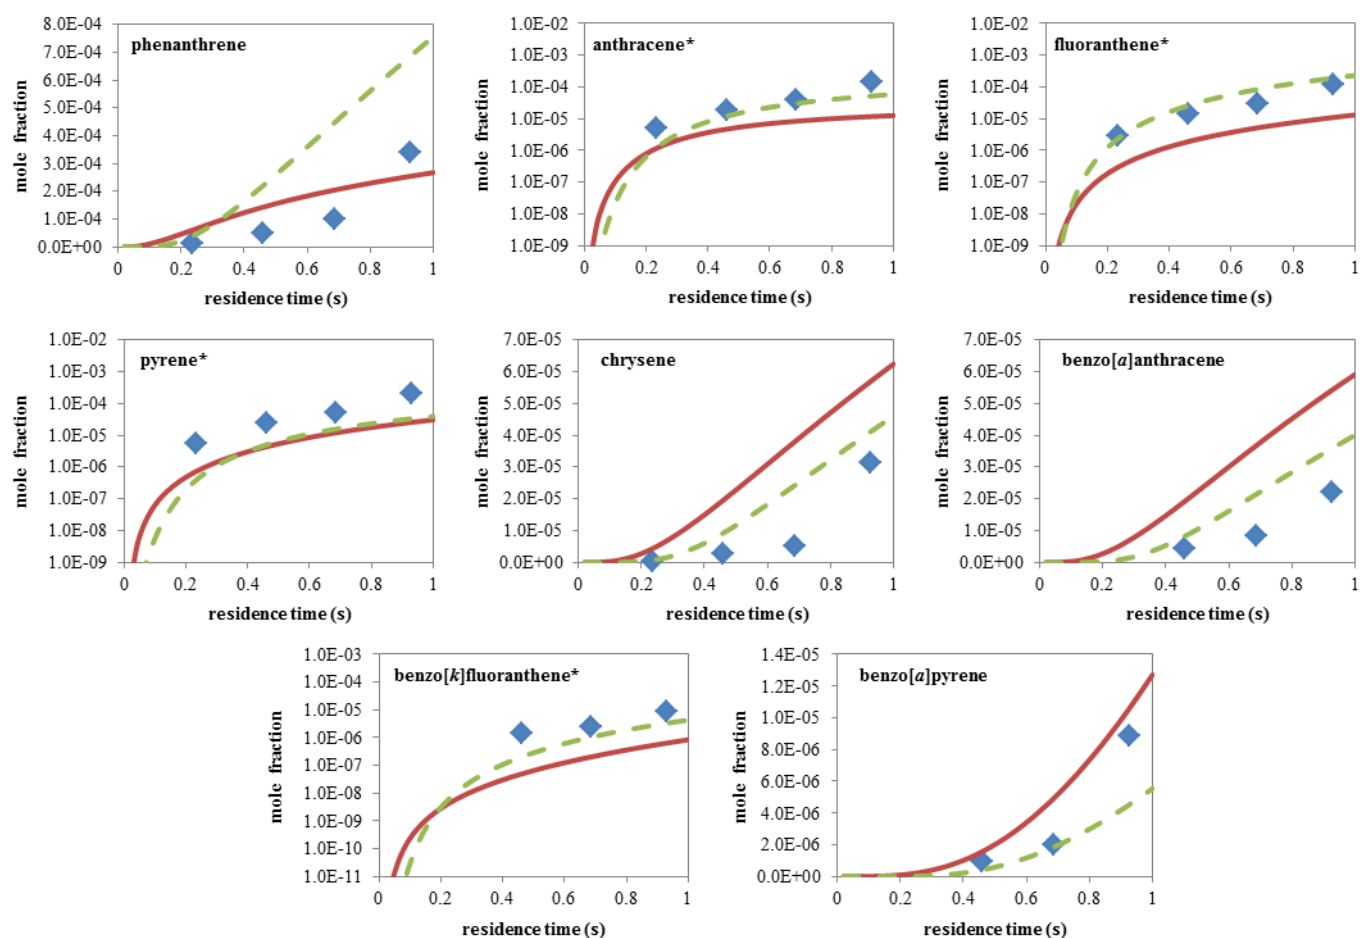 phenanthrene
mole fraction
8.0E-04
7.0E-04
6.0E-04
5.0E-04
4.0E-04
3.0E-04
2.0E-04
1.0E-04
0.0E+00
0 0.2 0.4 0.6 0.8 1
residence time (s)
anthracene*
mole fraction
1.0E-02
1.0E-03
1.0E-04
1.0E-05
1.0E-06
1.0E-07
1.0E-08
1.0E-09
0 0.2 0.4 0.6 0.8 1
residence time (s)
fluoranthene*
mole fraction
1.0E-02
1.0E-03
1.0E-04
1.0E-05
1.0E-06
1.0E-07
1.0E-08
1.0E-09
0 0.2 0.4 0.6 0.8 1
residence time (s)
pyrene*
mole fraction
1.0E-02
1.0E-03
1.0E-04
1.0E-05
1.0E-06
1.0E-07
1.0E-08
1.0E-09
0 0.2 0.4 0.6 0.8 1
residence time (s)
chrysene
mole fraction
7.0E-05
6.0E-05
5.0E-05
4.0E-05
3.0E-05
2.0E-05
1.0E-05
0.0E+00
0 0.2 0.4 0.6 0.8 1
residence time (s)
benzo[a]anthracene
mole fraction
7.0E-05
6.0E-05
5.0E-05
4.0E-05
3.0E-05
2.0E-05
1.0E-05
0.0E+00
0 0.2 0.4 0.6 0.8 1
residence time (s)
benzo[k]fluoranthene*
mole fraction
1.0E-03
1.0E-04
1.0E-05
1.0E-06
1.0E-07
1.0E-08
1.0E-09
1.0E-10
1.0E-11
0 0.2 0.4 0.6 0.8 1
residence time (s)
benzo[a]pyrene
mole fraction
1.4E-05
1.2E-05
1.0E-05
8.0E-06
6.0E-06
4.0E-06
2.0E-06
0.0E+00
0 0.2 0.4 0.6 0.8 1
residence time (s)